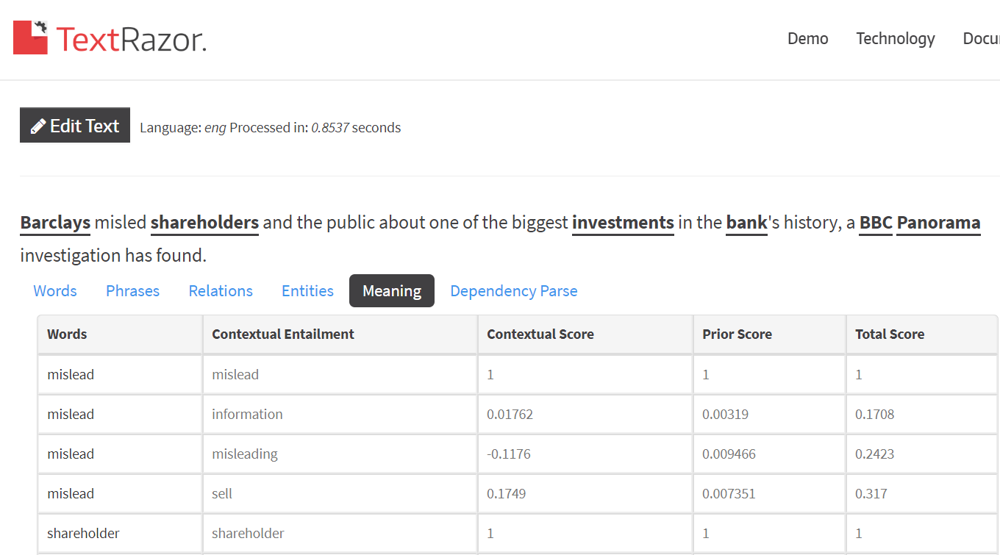 TextRazor.
Demo Technology Docu
Edit Text Language: eng Processed in: 0.8537 seconds
Barclays misled shareholders and the public about one of the biggest investments in the bank's history, a BBC Panorama
investigation has found.
Words Phrases Relations Entities Meaning Dependency Parse
Words Contextual Entailment Contextual Score Prior Score Total Score
mislead mislead 1 1 1
mislead information 0.01762 0.00319 0.1708
mislead misleading -0.1176 0.009466 0.2423
mislead sell 0.1749 0.007351 0.317
shareholder shareholder 1 1 1